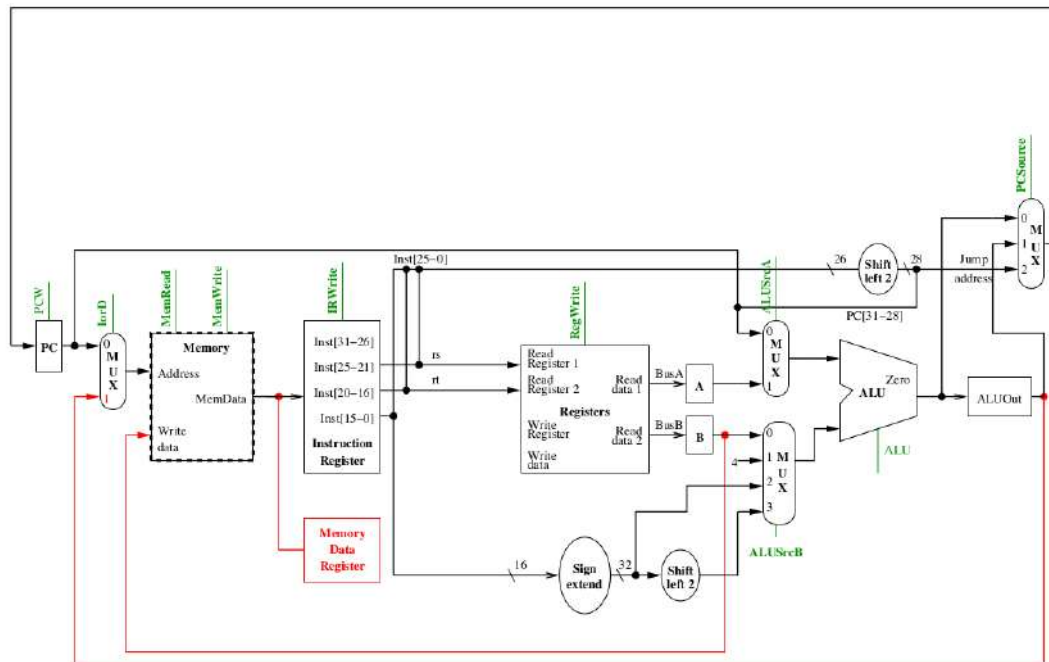 PCW
IorD
MemRead
MemWrite
IRWrite
RegWrite
ALUSrcA
PCSource
Inst[25-0]
26
Shift
left 2
28
Jump
address
PC[31-28]
0
1
2
M
U
X
PC
0
1
M
U
X
Memory
Address
MemData
Write
data
Inst[31-26]
Inst[25-21]
Inst[20-16]
Inst[15-0]
Instruction
Register
rs
rt
Read
Register 1
Read
Register 2
Read
data 1
Registers
Write
Register
Read
data 2
Write
data
BusA
A
BusB
B
0
1
M
U
X
Zero
ALU
ALUOut
ALU
4
0
1
2
3
M
U
X
ALUSrcB
Memory
Data
Register
16
Sign
extend
32
Shift
left 2